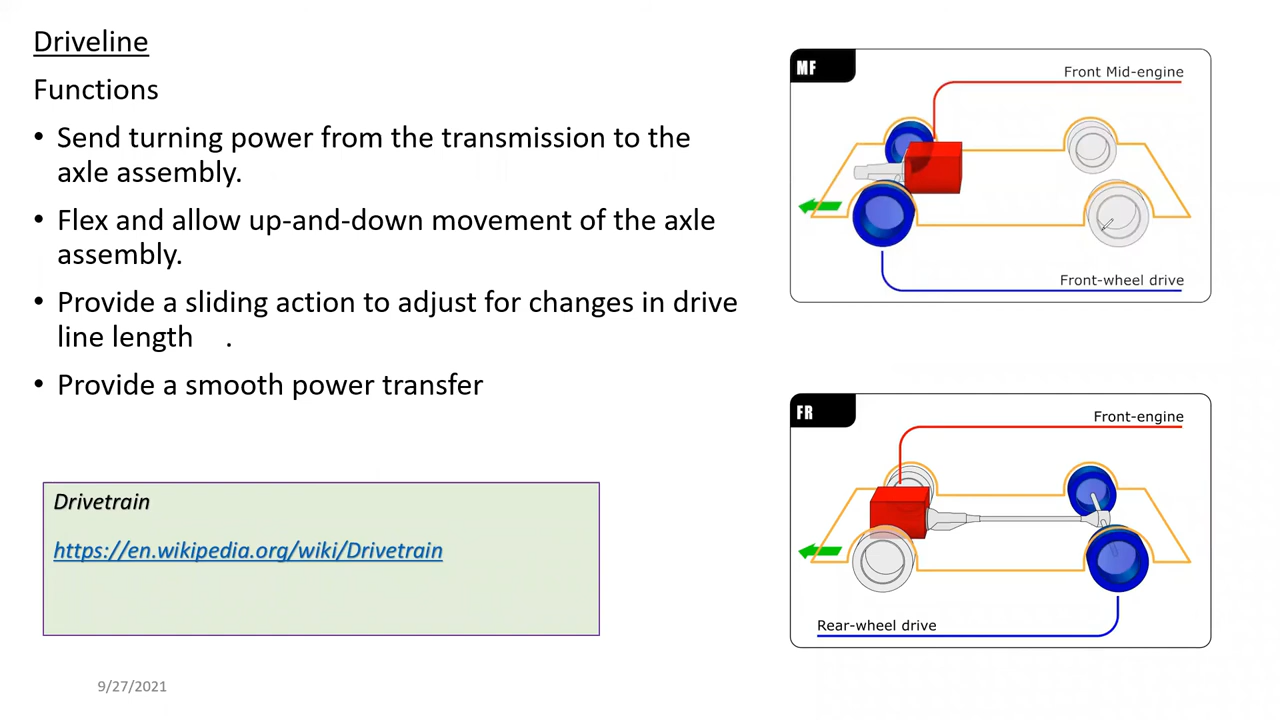 Driveline
Functions
• Send turning power from the transmission to the
axle assembly.
• Flex and allow up-and-down movement of the axle
assembly.
• Provide a sliding action to adjust for changes in drive
line length .
• Provide a smooth power transfer
Drivetrain
https://en.wikipedia.org/wiki/Drivetrain
9/27/2021
MF
Front Mid-engine
Front-wheel drive
FR
Front-engine
Rear-wheel drive